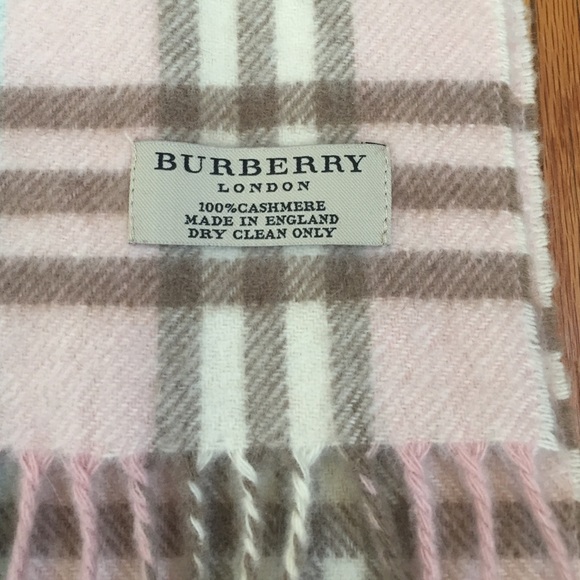 BURBERRY
LONDON
100%CASHMERE
MADE IN ENGLAND
DRY CLEAN ONLY